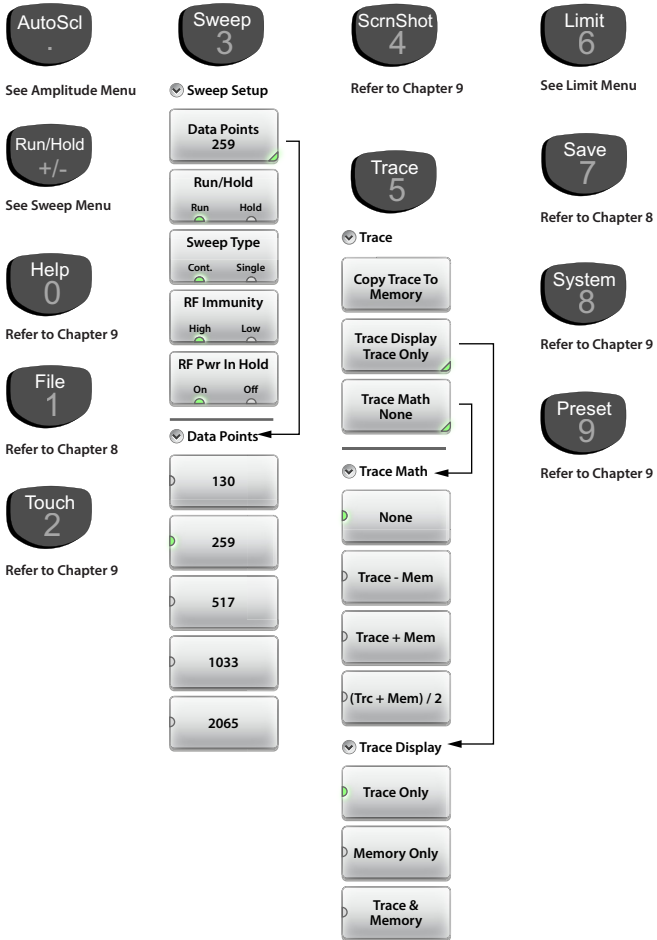 AutoScl
.
See Amplitude Menu
Run/Hold
+/-
See Sweep Menu
Help
0
Refer to Chapter 9
File
1
Refer to Chapter 8
Touch
2
Refer to Chapter 9
Sweep
3
Sweep Setup
Data Points
259
Run/Hold
Run Hold
Sweep Type
Cont. Single
RF Immunity
High Low
RF Pwr In Hold
On Off
Data Points
130
259
517
1033
2065
ScrnShot
4
Refer to Chapter 9
Trace
5
Trace
Copy Trace To
Memory
Trace Display
Trace Only
Trace Math
None
Trace Math
None
Trace - Mem
Trace + Mem
(Trc + Mem) / 2
Trace Display
Trace Only
Memory Only
Trace &
Memory
Limit
6
See Limit Menu
Save
7
Refer to Chapter 8
System
8
Refer to Chapter 9
Preset
9
Refer to Chapter 9